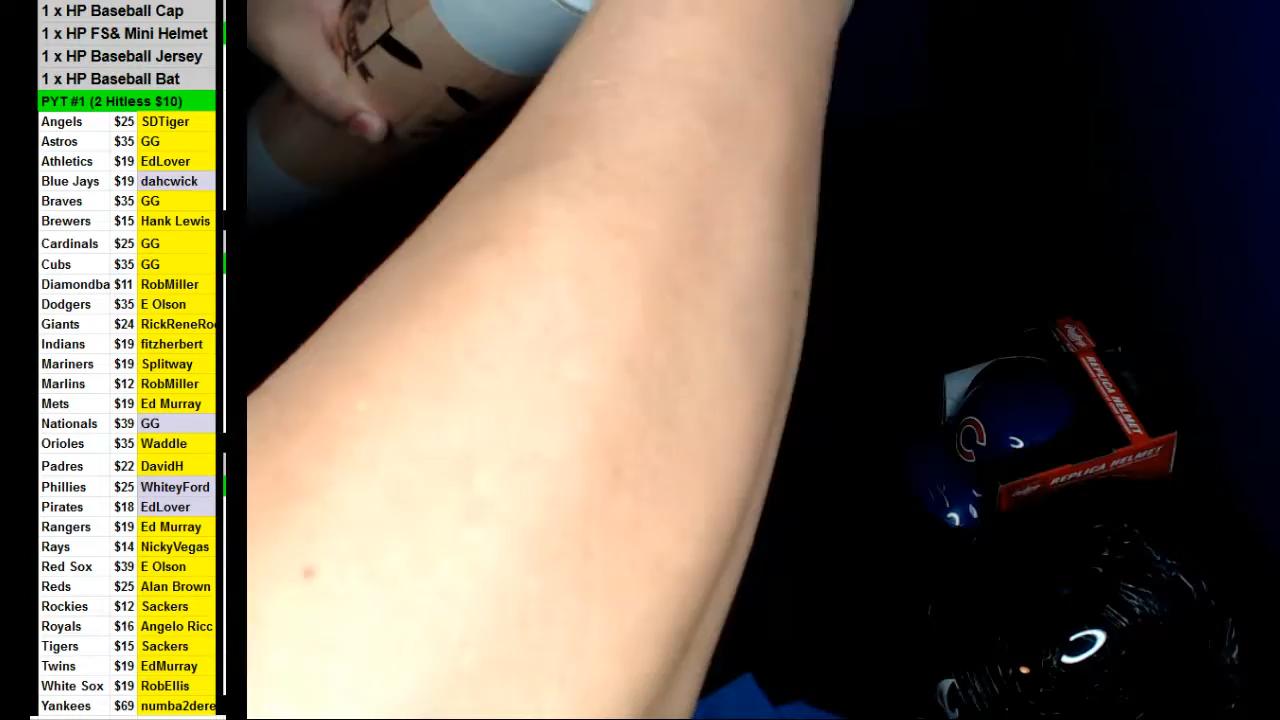 1 x HP Baseball Cap
1 x HP FS& Mini Helmet
1 x HP Baseball Jersey
1 x HP Baseball Bat
PYT #1 (2 Hitless $10)
Angels $25 SDTiger
Astros $35 GG
Athletics $19 EdLover
Blue Jays $19 dahcwick
Braves $35 GG
Brewers $15 Hank Lewis
Cardinals $25 GG
Cubs $35 GG
Diamondba $11 RobMiller
Dodgers $35 E Olson
Giants $24 RickReneRo
Indians $19 fitzherbert
Mariners $19 Splitway
Marlins $12 RobMiller
Mets $19 Ed Murray
Nationals $39 GG
Orioles $35 Waddle
Padres $22 DavidH
Phillies $25 WhiteyFord
Pirates $18 EdLover
Rangers $19 Ed Murray
Rays $14 NickyVegas
Red Sox $39 E Olson
Reds $25 Alan Brown
Rockies $12 Sackers
Royals $16 Angelo Ricc
Tigers $15 Sackers
Twins $19 EdMurray
White Sox $19 RobEllis
Yankees $69 numba2dere
REPLICA HELMET
C
REPLICA HELMET